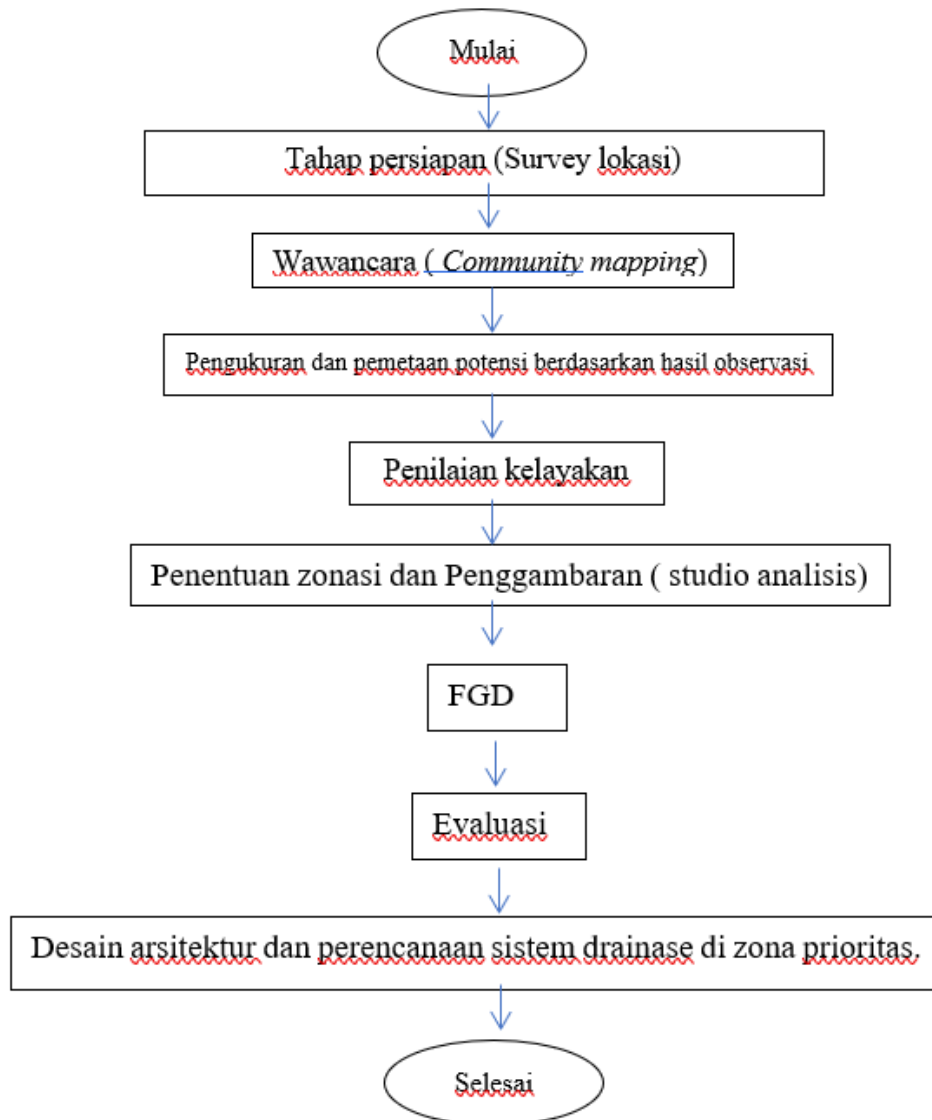 Mulai
Tahap persiapan (Survey lokasi)
Wawancara ( Community mapping)
Pengukuran dan pemetaan potensi berdasarkan hasil observasi
Penilaian kelayakan
Penentuan zonasi dan Penggambaran ( studio analisis)
FGD
Evaluasi
Desain arsitektur dan perencanaan sistem drainase di zona prioritas.
Selesai